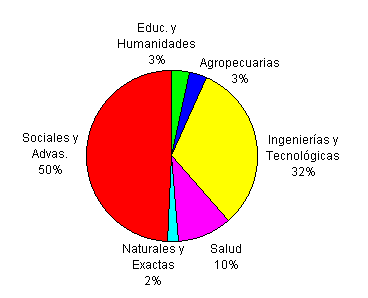 Educ. y
Humanidades
3%
Agropecuarias
3%
Ingenierías y
Tecnológicas
32%
Salud
10%
Naturales y
Exactas
2%
Sociales y
Advas.
50%